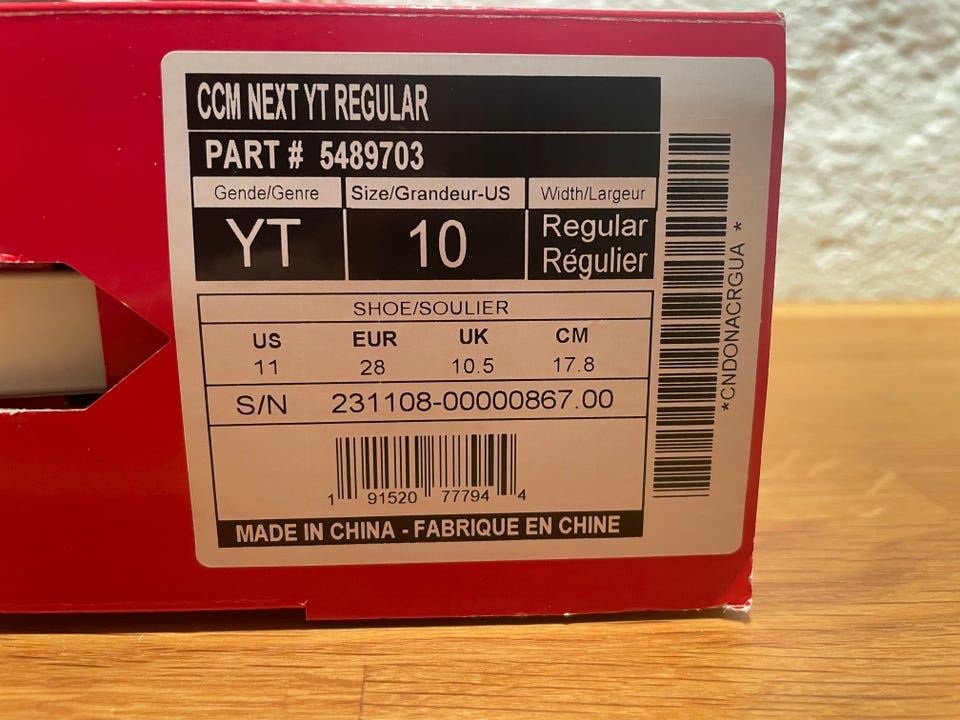 CCM NEXT YT REGULAR
PART # 5489703
Gende/Genre Size/Grandeur-US Width/Largeur
YT 10 Regular
Régulier
SHOE/SOULIER
US EUR UK CM
11 28 10.5 17.8
S/N 231108-00000867.00
1 91520 77794 4
MADE IN CHINA - FABRIQUE EN CHINE
*CNDONACRGUA *